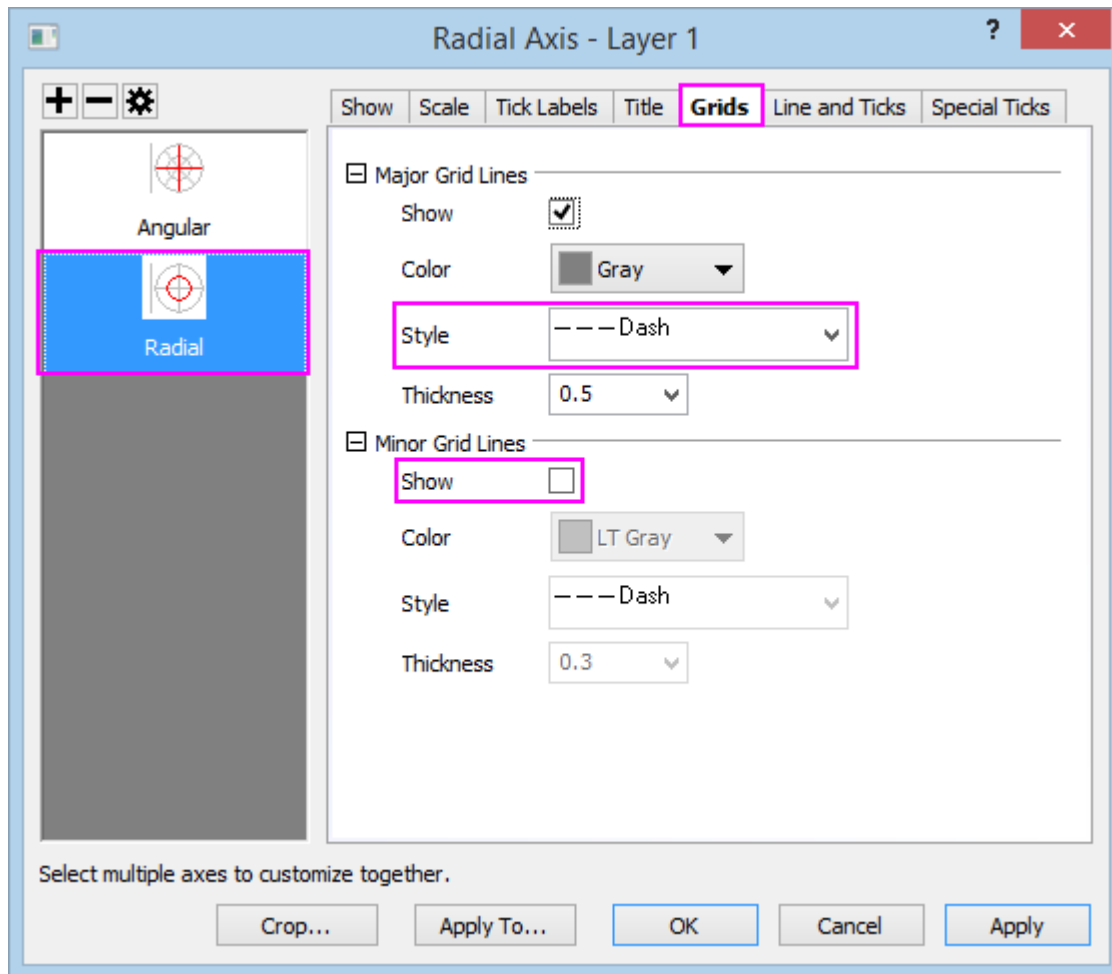 Radial Axis - Layer 1
?
Show Scale Tick Labels Title Grids Line and Ticks Special Ticks
Angular
Radial
Major Grid Lines
Show
Color Gray
Style Dash
Thickness 0.5
Minor Grid Lines
Show
Color LT Gray
Style Dash
Thickness 0.3
Select multiple axes to customize together.
Crop... Apply To... OK Cancel Apply